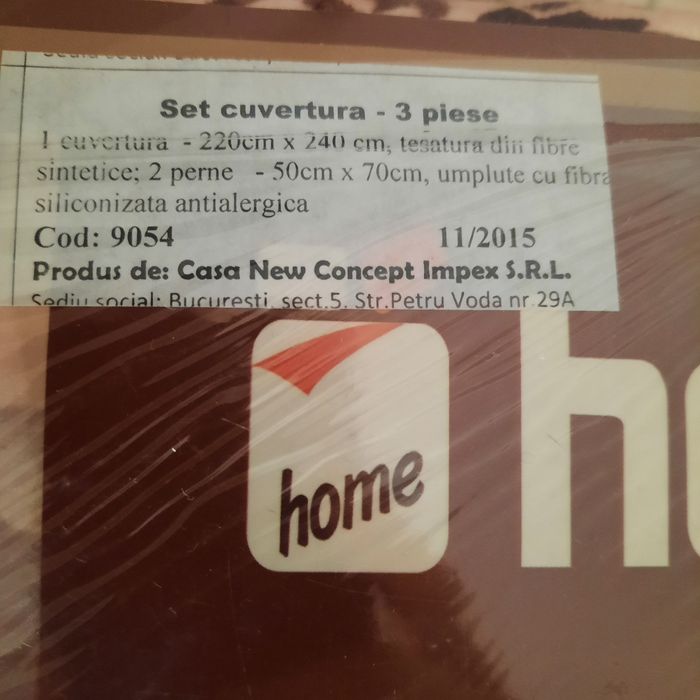 Set cuvertura - 3 piese
1 cuvertura - 220cm x 240 cm, tesatura din fibre
sintetice; 2 perne - 50cm x 70cm, umplute cu fibra
siliconizata antialergica
Cod: 9054 11/2015
Produs de: Casa New Concept Impex S.R.L.
Sediu social: Bucuresti, sect.5, Str.Petru Voda nr.29A
home